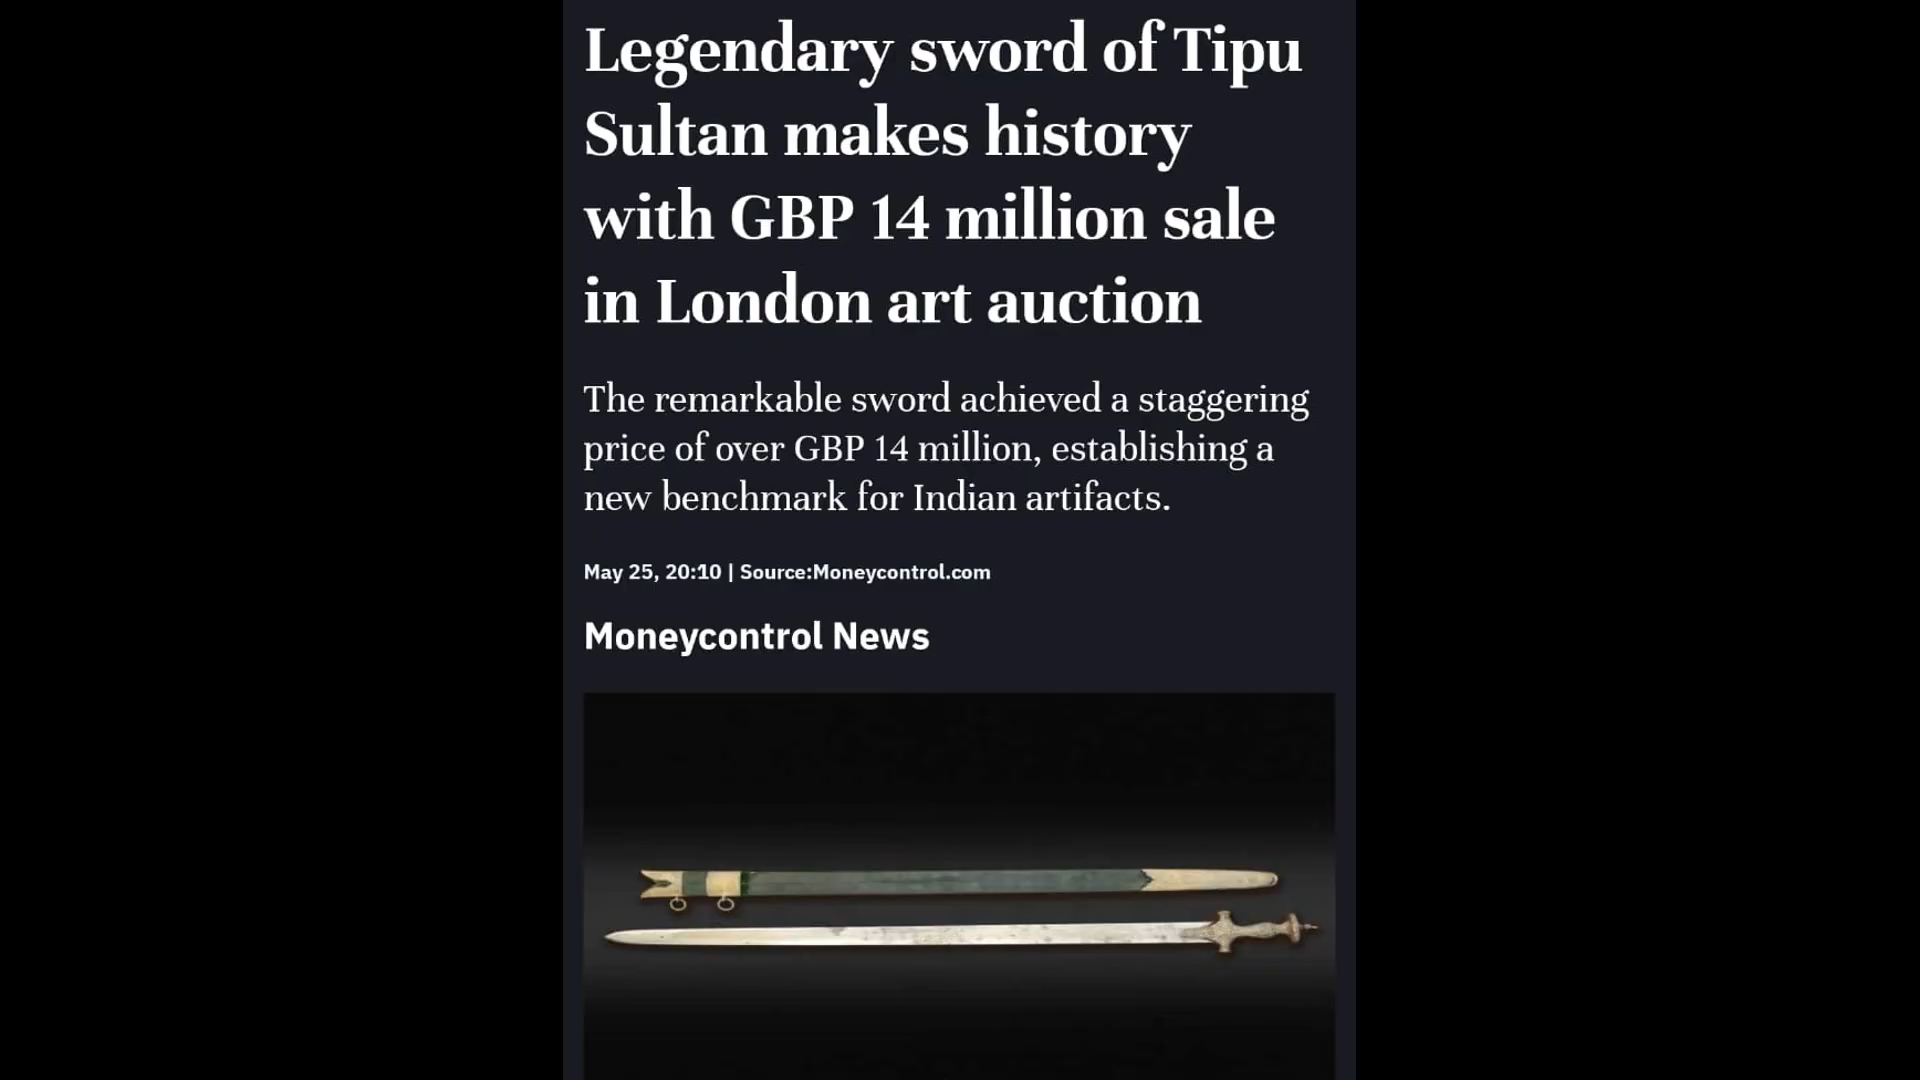 Legendary sword of Tipu
Sultan makes history
with GBP 14 million sale
in London art auction
The remarkable sword achieved a staggering
price of over GBP 14 million, establishing a
new benchmark for Indian artifacts.
May 25, 20:10 | Source:Moneycontrol.com
Moneycontrol News